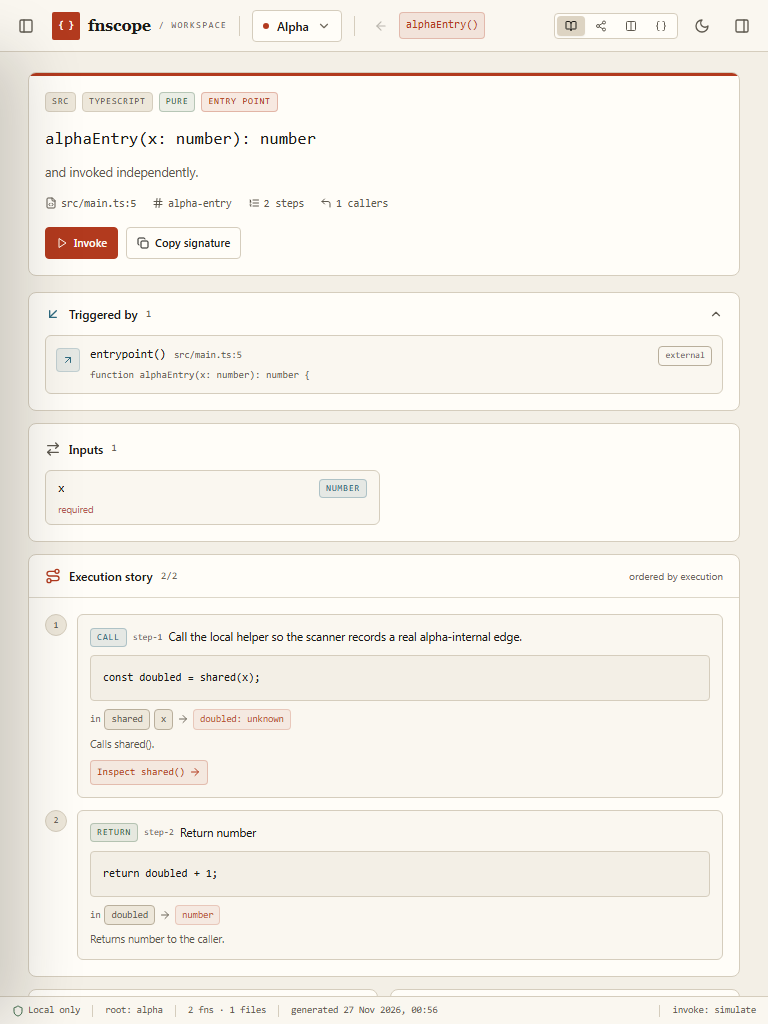 { } fnscope / WORKSPACE Alpha alphaEntry() { }
SRC TYPESCRIPT PURE ENTRY POINT
alphaEntry(x: number): number
and invoked independently.
src/main.ts:5 alpha-entry 2 steps 1 callers
Invoke Copy signature
Triggered by 1
entrypoint() src/main.ts:5 external
function alphaEntry(x: number): number {
Inputs 1
x NUMBER
required
Execution story 2/2 ordered by execution
1 CALL step-1 Call the local helper so the scanner records a real alpha-internal edge.
const doubled = shared(x);
in shared x → doubled: unknown
Calls shared().
Inspect shared() →
2 RETURN step-2 Return number
return doubled + 1;
in doubled → number
Returns number to the caller.
Local only root: alpha 2 fns · 1 files generated 27 Nov 2026, 00:56 invoke: simulate